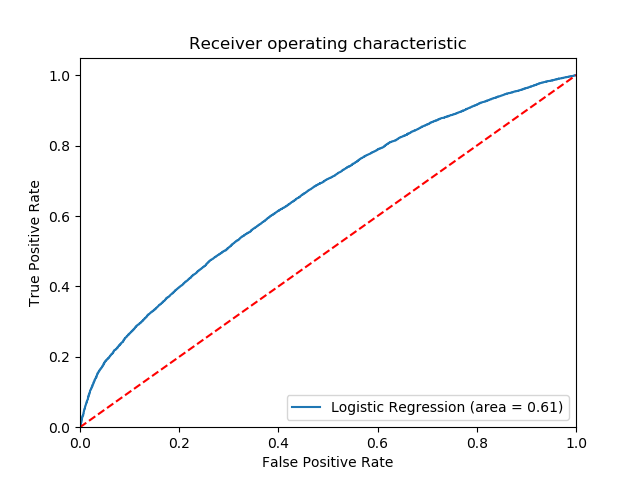 Receiver operating characteristic
True Positive Rate
1.0
0.8
0.6
0.4
0.2
0.0
Logistic Regression (area = 0.61)
0.0 0.2 0.4 0.6 0.8 1.0
False Positive Rate